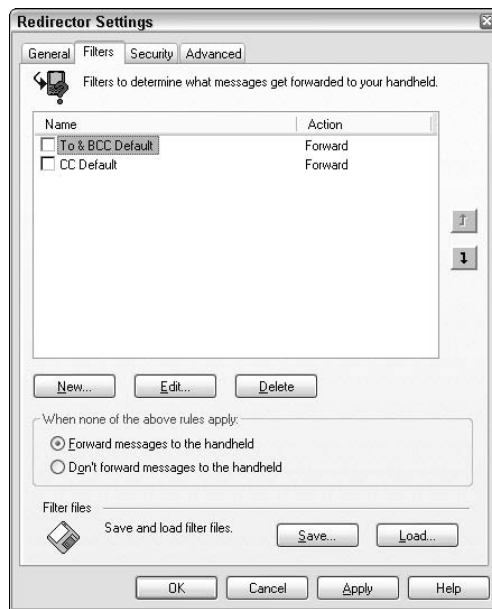 Redirector Settings
General Filters Security Advanced
Filters to determine what messages get forwarded to your handheld.
Name Action
To & BCC Default Forward
CC Default Forward
New... Edit... Delete
When none of the above rules apply:
Forward messages to the handheld
Don't forward messages to the handheld
Filter files
Save and load filter files. Save... Load...
OK Cancel Apply Help